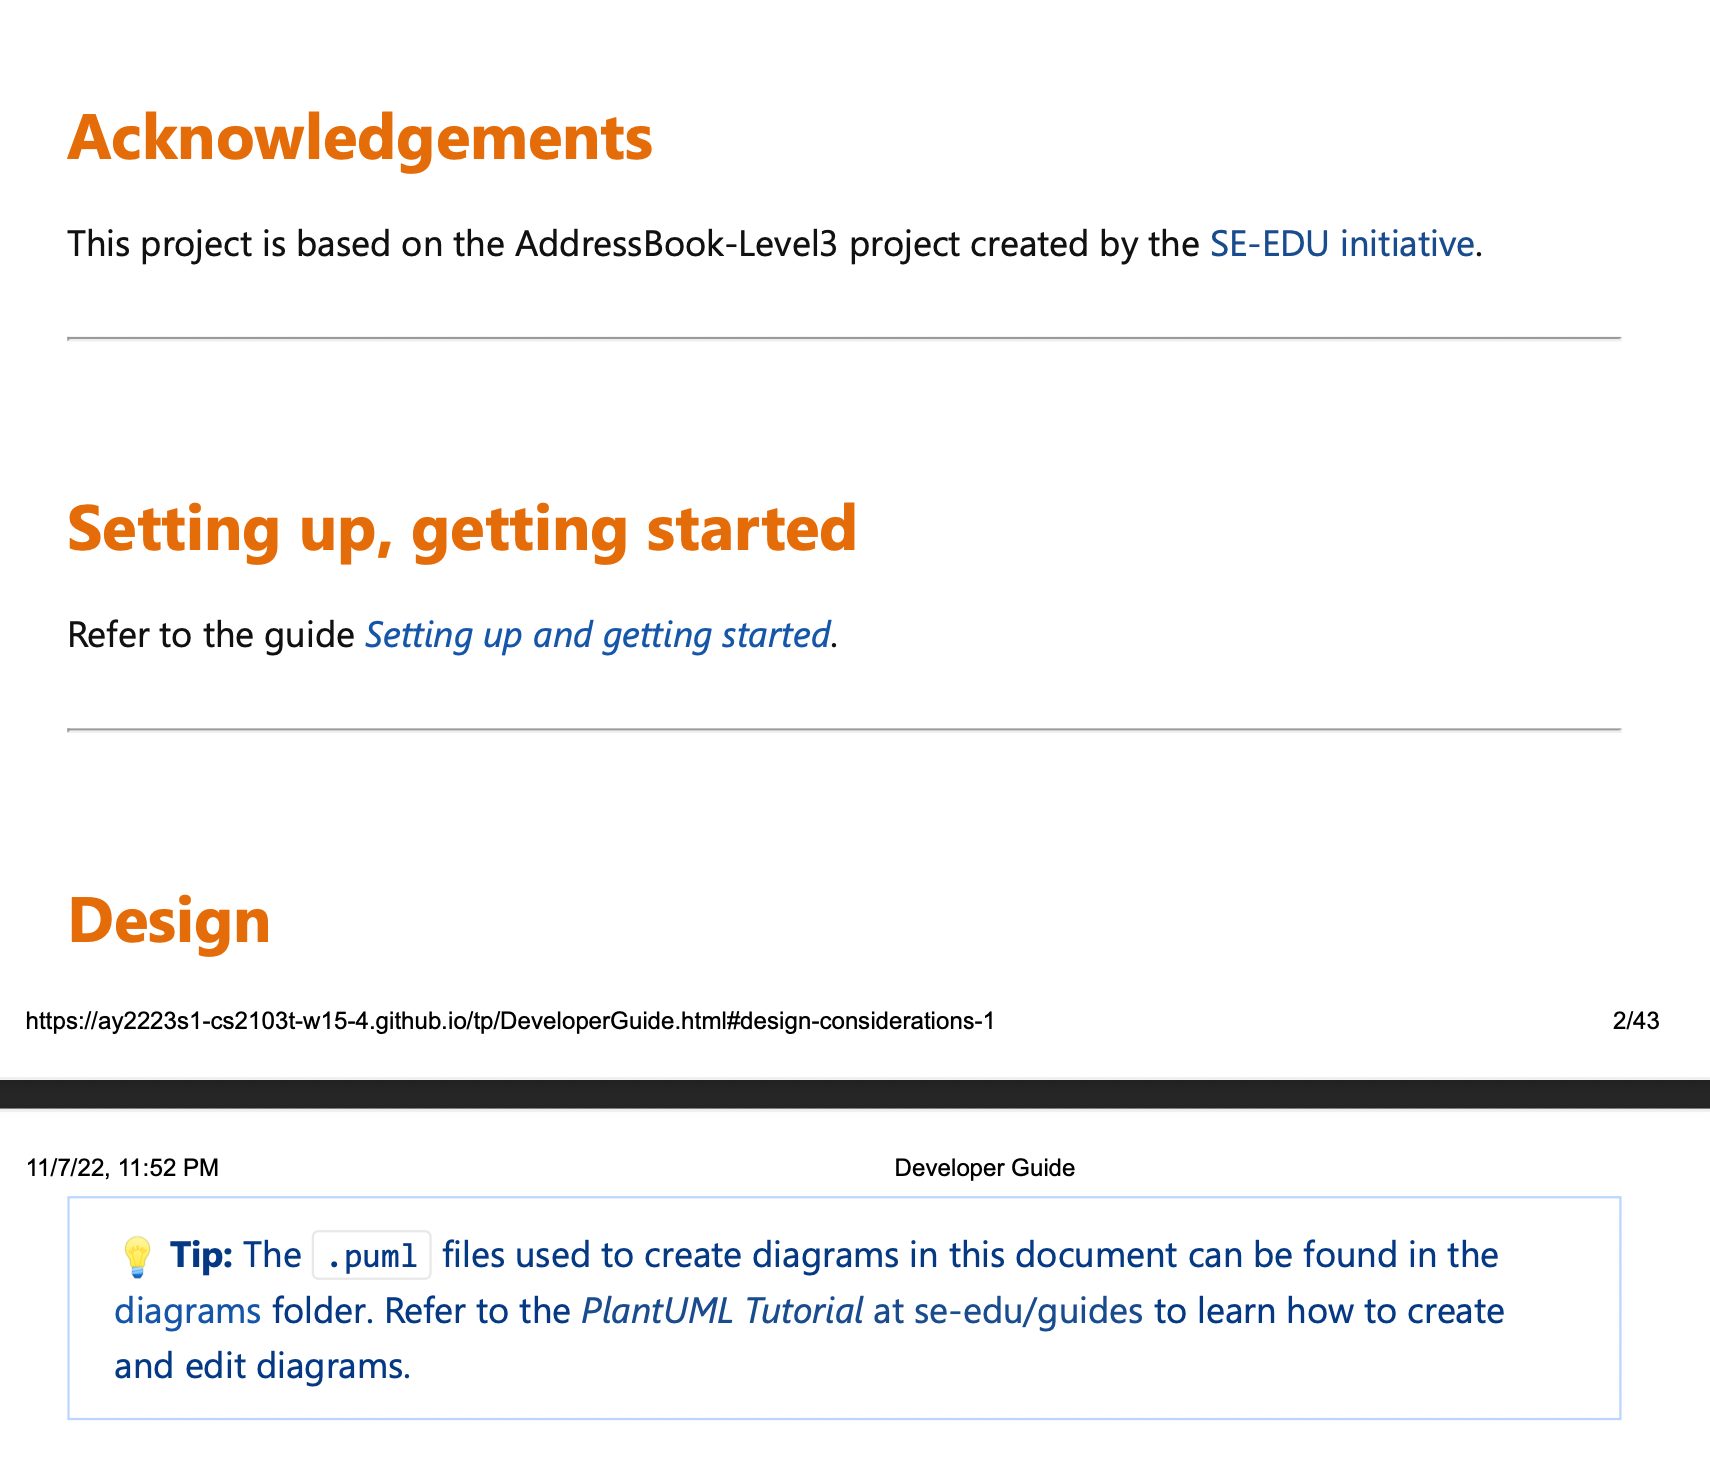 Acknowledgements
This project is based on the AddressBook-Level3 project created by the SE-EDU initiative.
Setting up, getting started
Refer to the guide Setting up and getting started.
Design
https://ay2223s1-cs2103t-w15-4.github.io/tp/DeveloperGuide.html#design-considerations-1 2/43
11/7/22, 11:52 PM Developer Guide
💡 Tip: The .puml files used to create diagrams in this document can be found in the
diagrams folder. Refer to the PlantUML Tutorial at se-edu/guides to learn how to create
and edit diagrams.